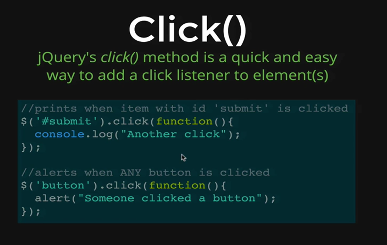 Click()
jQuery's click() method is a quick and easy
way to add a click listener to element(s)
//prints when item with id 'submit' is clicked
$('#submit').click(function(){
  console.log("Another click");
});
//alerts when ANY button is clicked
$('button').click(function(){
  alert("Someone clicked a button");
});